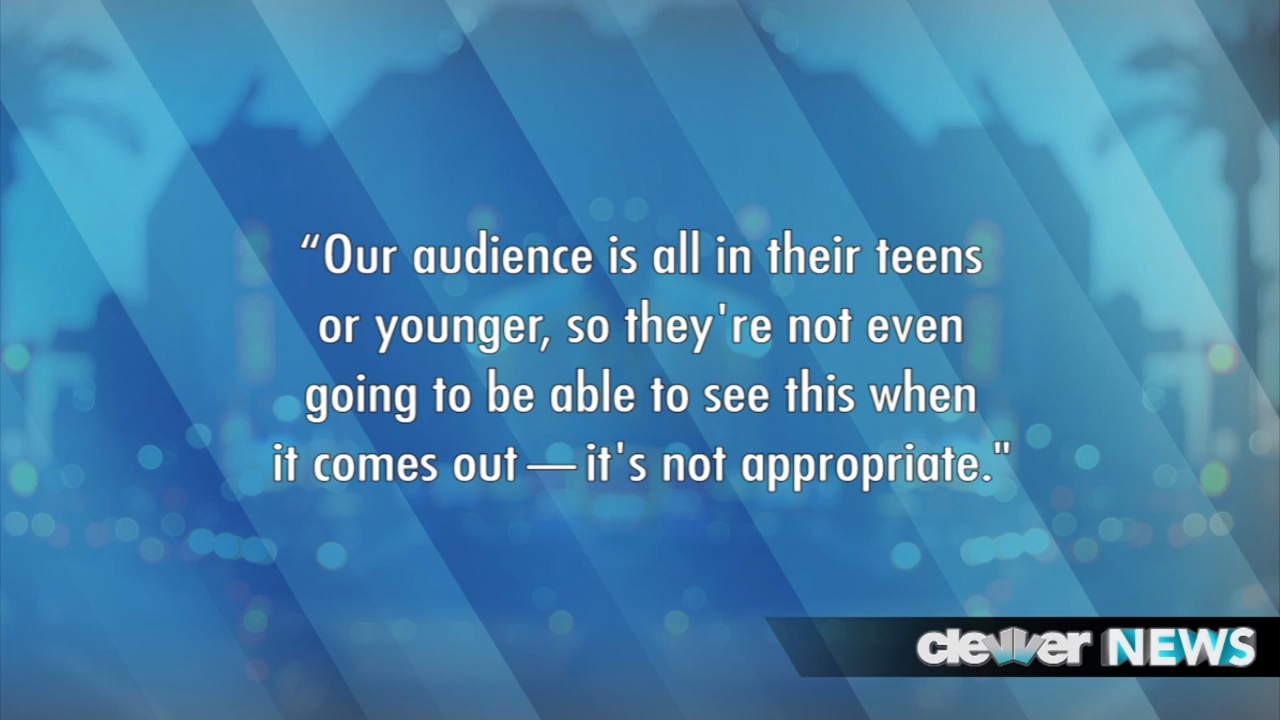 “Our audience is all in their teens
or younger, so they're not even
going to be able to see this when
it comes out — it's not appropriate."
clevver NEWS